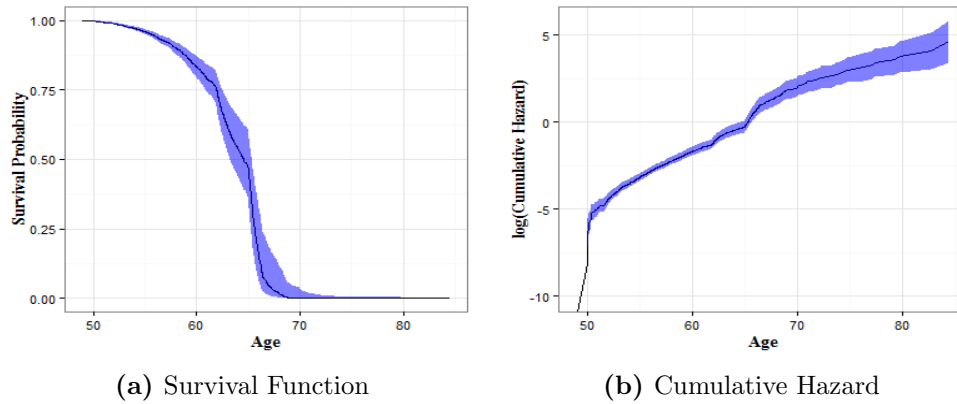 1.00
0.75
0.50
0.25
0.00
Survival Probability
50 60 70 80
Age
(a) Survival Function
5
0
-5
-10
log(Cumulative Hazard)
50 60 70 80
Age
(b) Cumulative Hazard